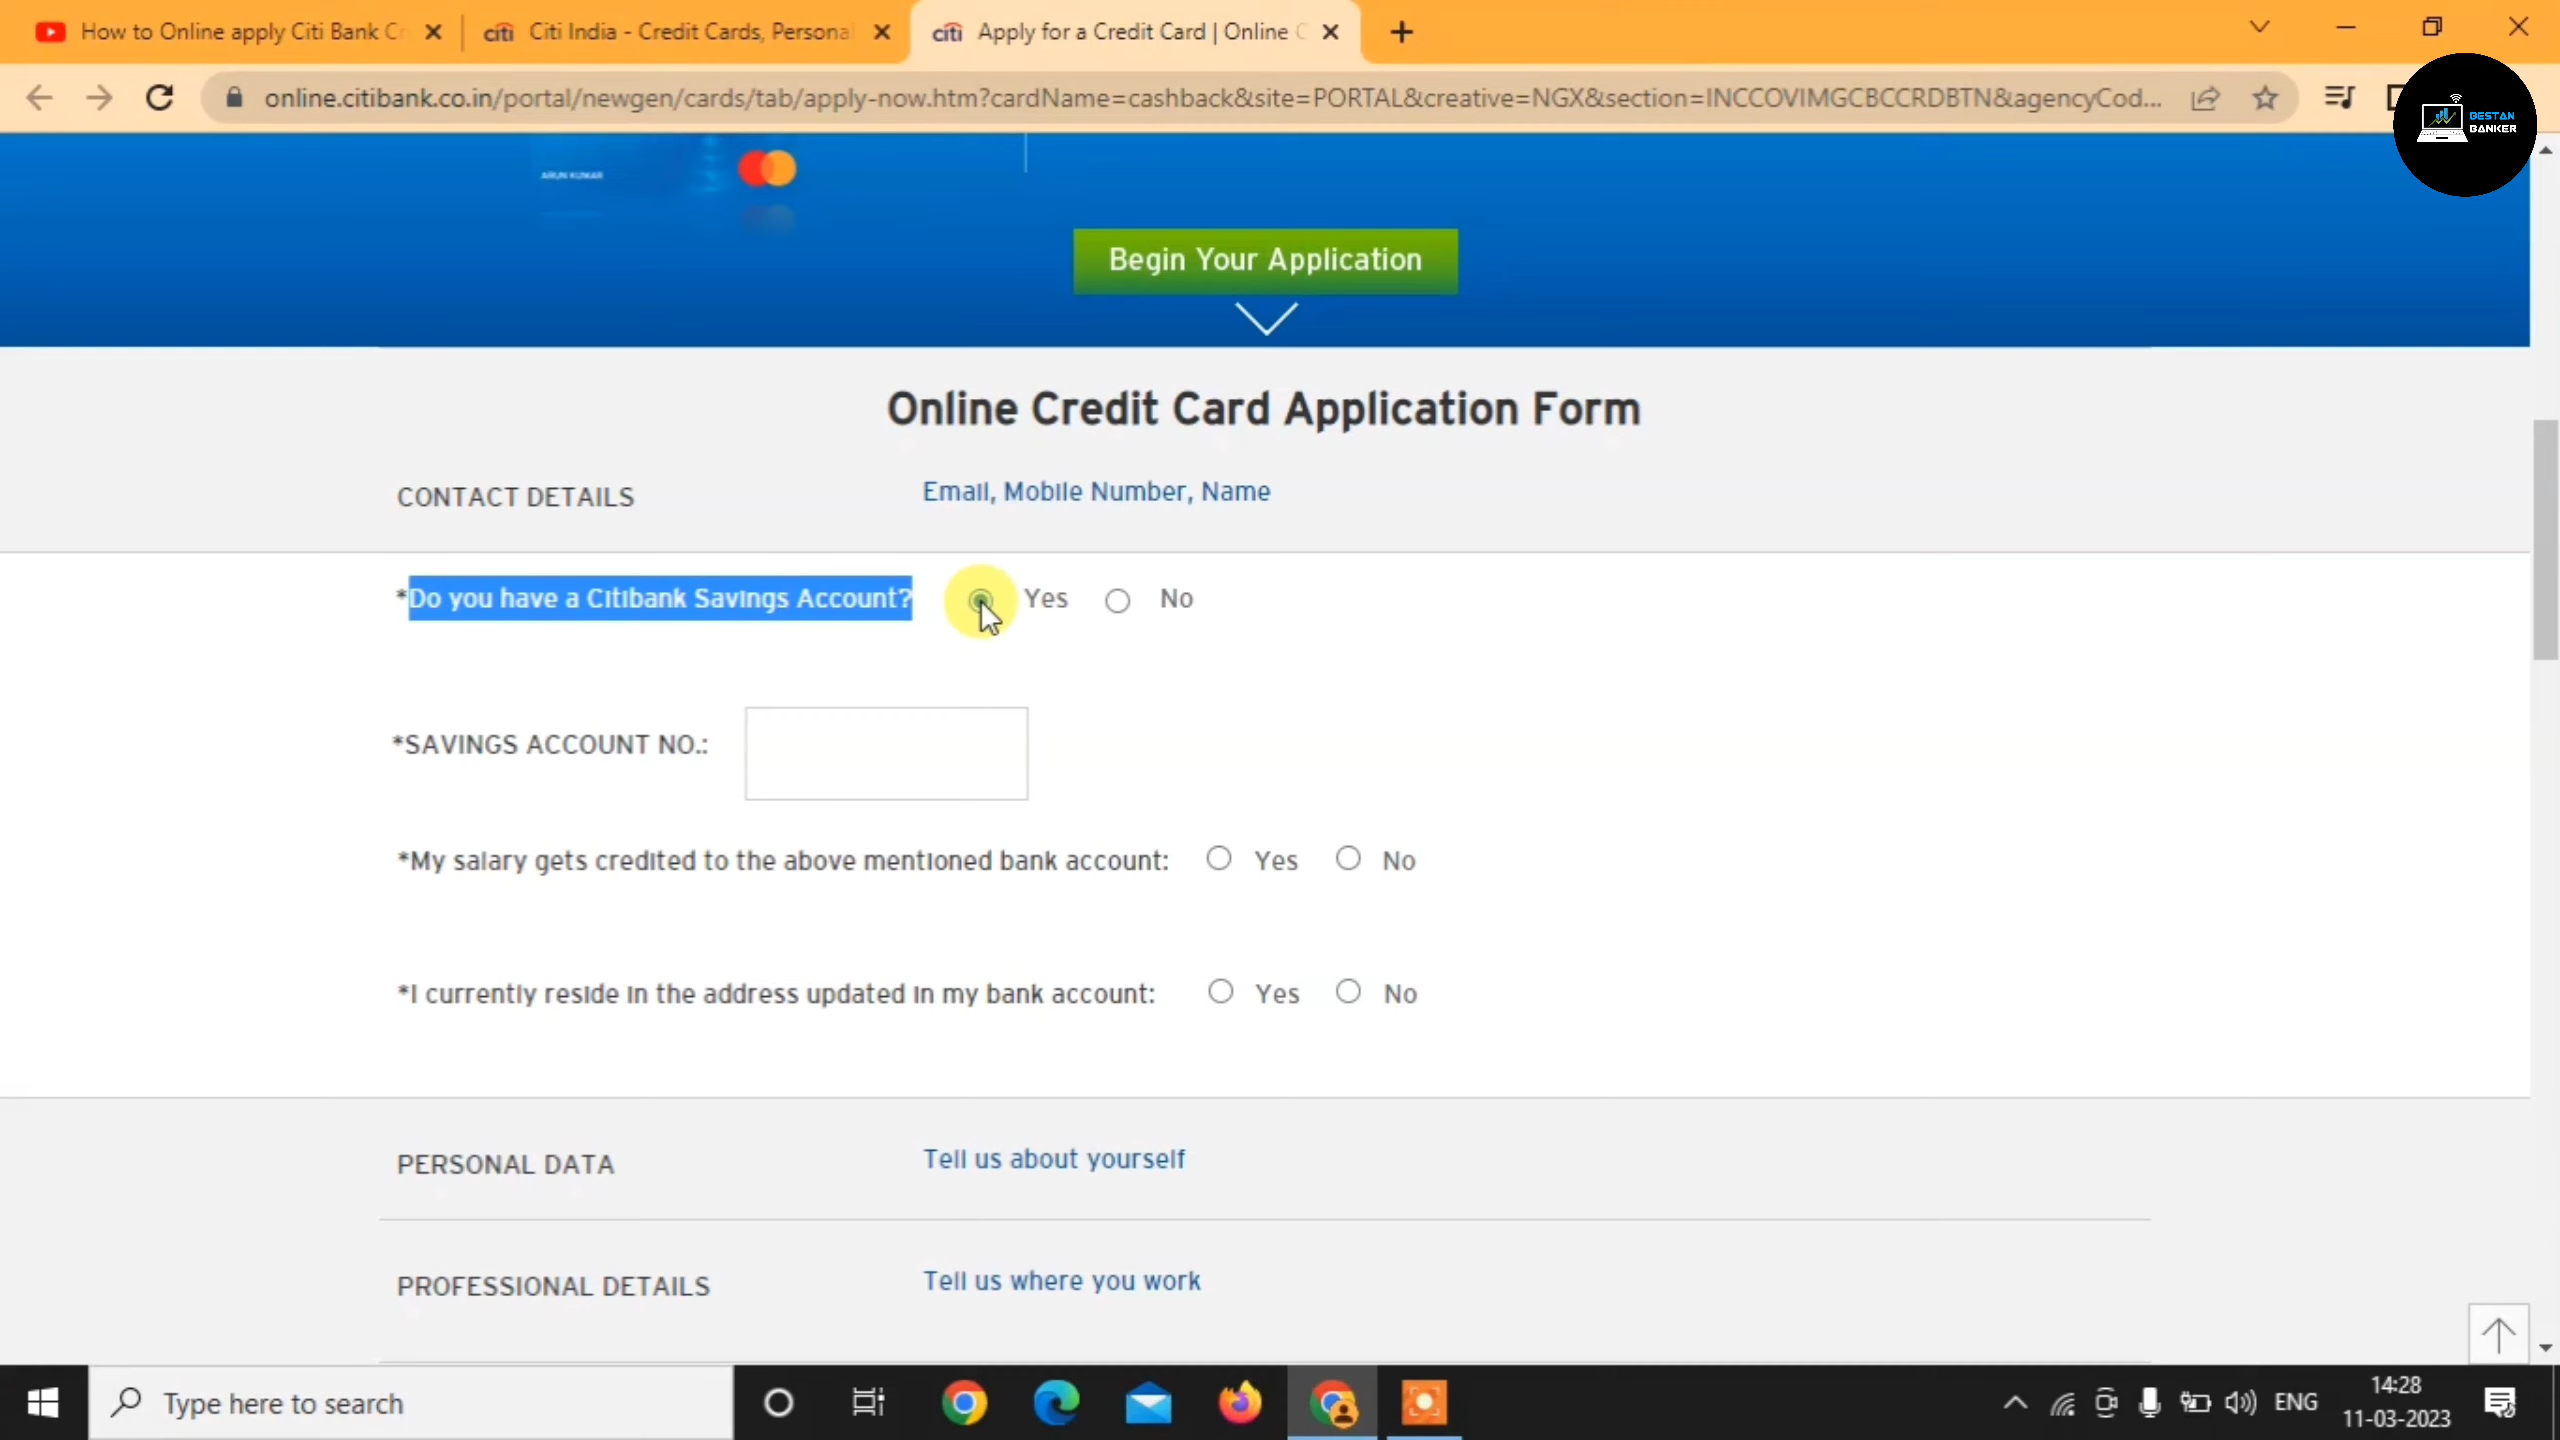 How to Online apply Citi Bank C
citi Citi India - Credit Cards, Personal
citi Apply for a Credit Card | Online C
online.citibank.co.in/portal/newgen/cards/tab/apply-now.htm?cardName=cashback&site=PORTAL&creative=NGX&section=INCCOVIMGCBCCRDBTN&agencyCod...
BESTAN
BANKER
ARUN KUMAR
Begin Your Application
Online Credit Card Application Form
CONTACT DETAILS Email, Mobile Number, Name
*Do you have a Citibank Savings Account? Yes No
*SAVINGS ACCOUNT NO.:
*My salary gets credited to the above mentioned bank account: Yes No
*I currently reside in the address updated in my bank account: Yes No
PERSONAL DATA Tell us about yourself
PROFESSIONAL DETAILS Tell us where you work
Type here to search
ENG
14:28
11-03-2023